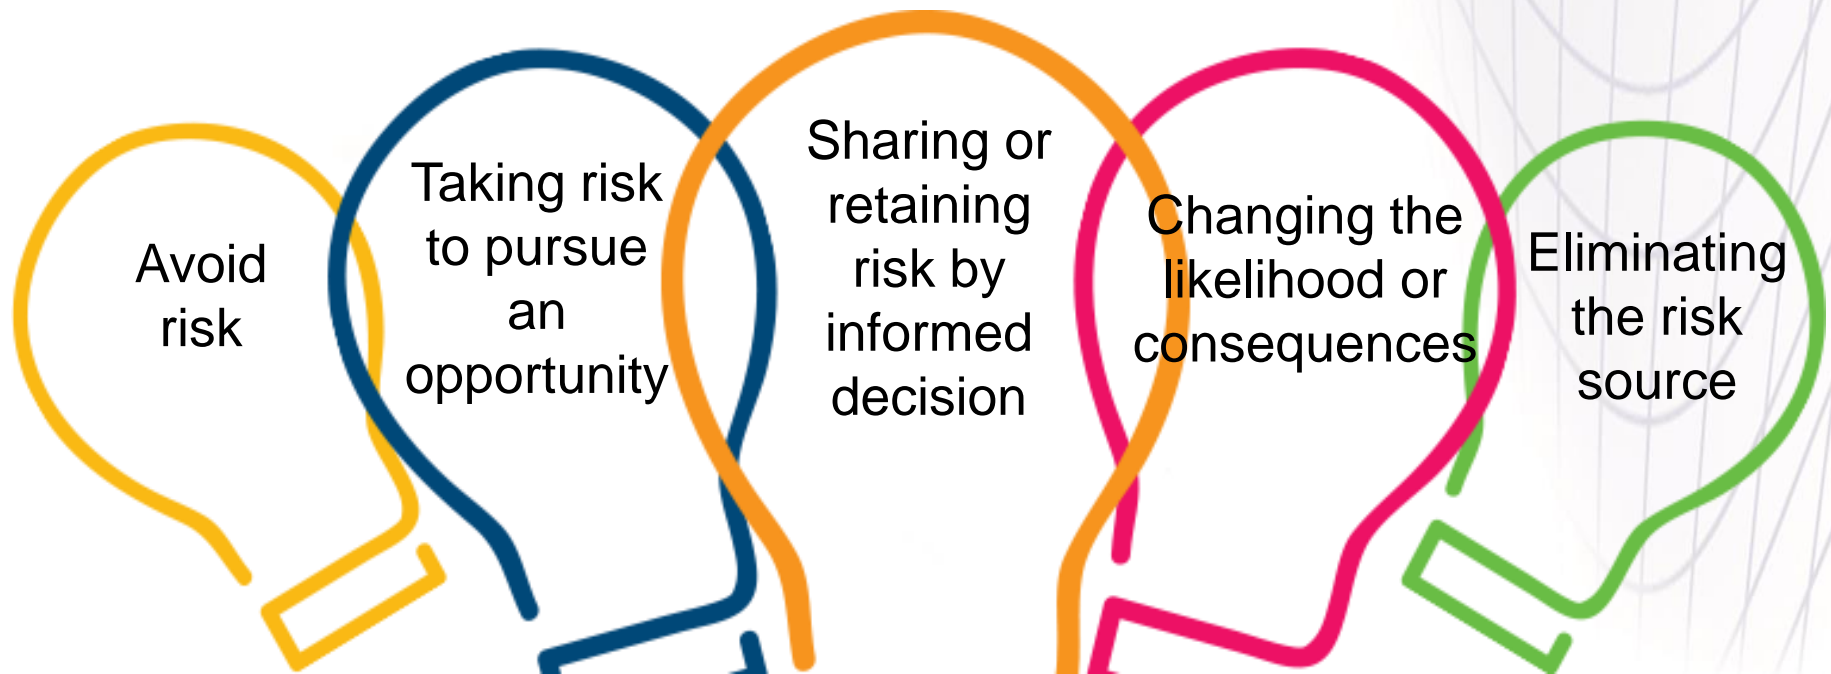 Avoid
risk
Taking risk
to pursue
an
opportunity
Sharing or
retaining
risk by
informed
decision
Changing the
likelihood or
consequences
Eliminating
the risk
source